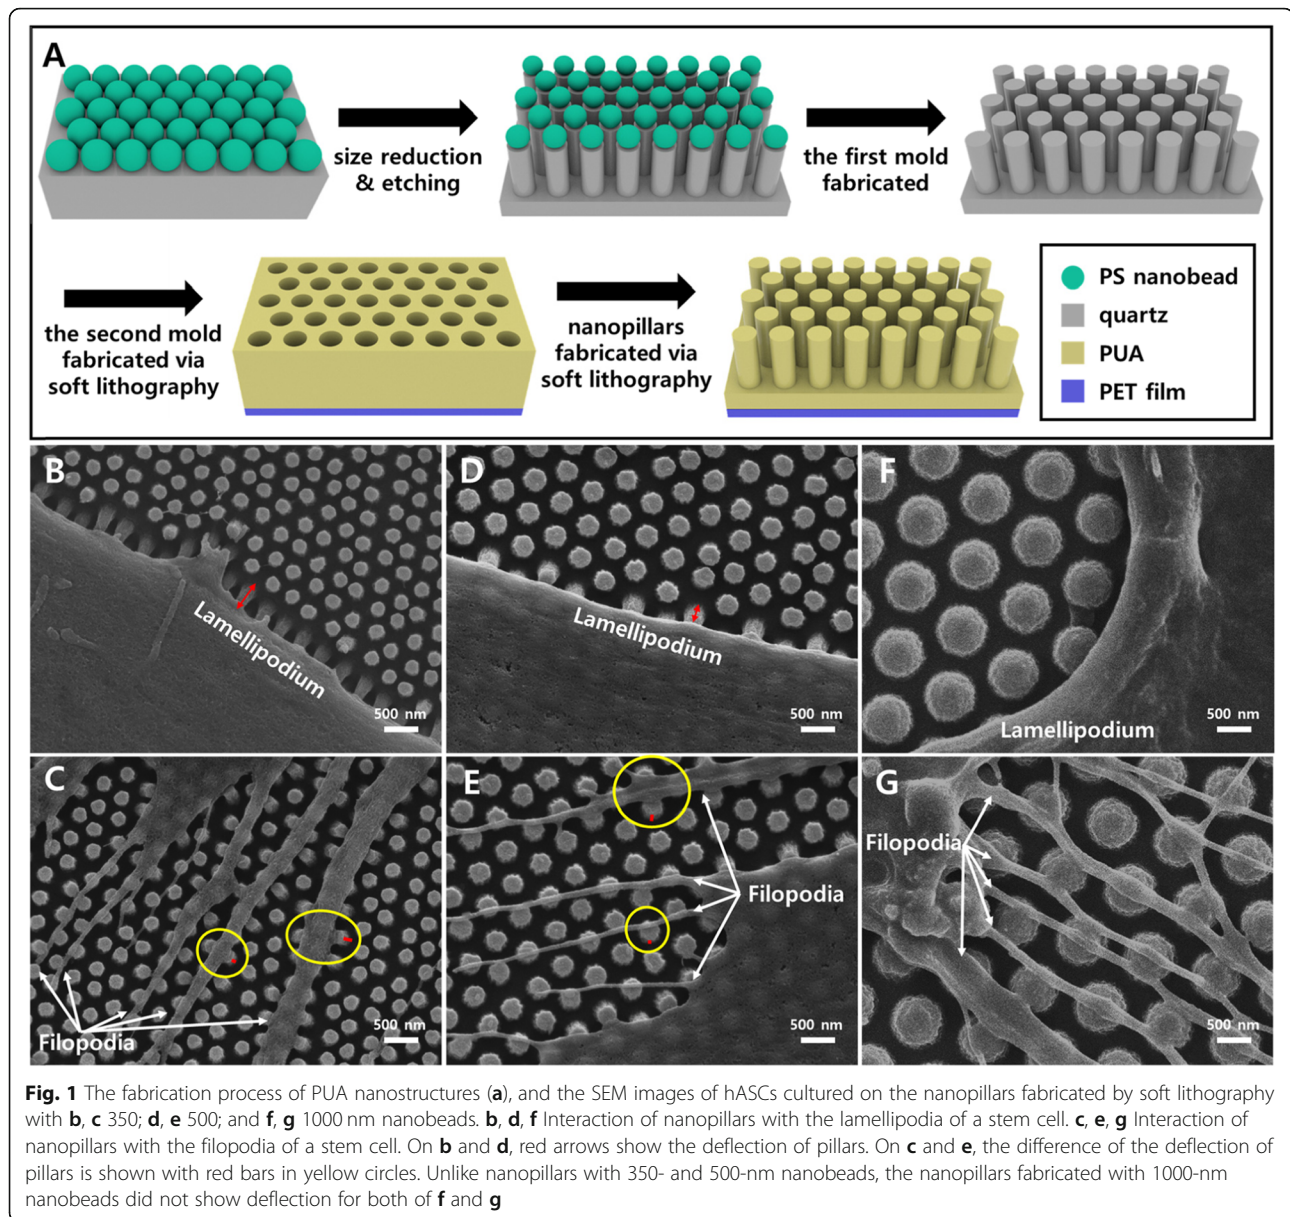 A
size reduction
& etching
the first mold
fabricated
the second mold
fabricated via
soft lithography
nanopillars
fabricated via
soft lithography
PS nanobead
quartz
PUA
PET film
B
Lamellipodium
500 nm
D
Lamellipodium
500 nm
F
Lamellipodium
500 nm
C
Filopodia
500 nm
E
Filopodia
500 nm
G
Filopodia
500 nm
Fig. 1 The fabrication process of PUA nanostructures (a), and the SEM images of hASCs cultured on the nanopillars fabricated by soft lithography
with b, c 350; d, e 500; and f, g 1000 nm nanobeads. b, d, f Interaction of nanopillars with the lamellipodia of a stem cell. c, e, g Interaction of
nanopillars with the filopodia of a stem cell. On b and d, red arrows show the deflection of pillars. On c and e, the difference of the deflection of
pillars is shown with red bars in yellow circles. Unlike nanopillars with 350- and 500-nm nanobeads, the nanopillars fabricated with 1000-nm
nanobeads did not show deflection for both of f and g